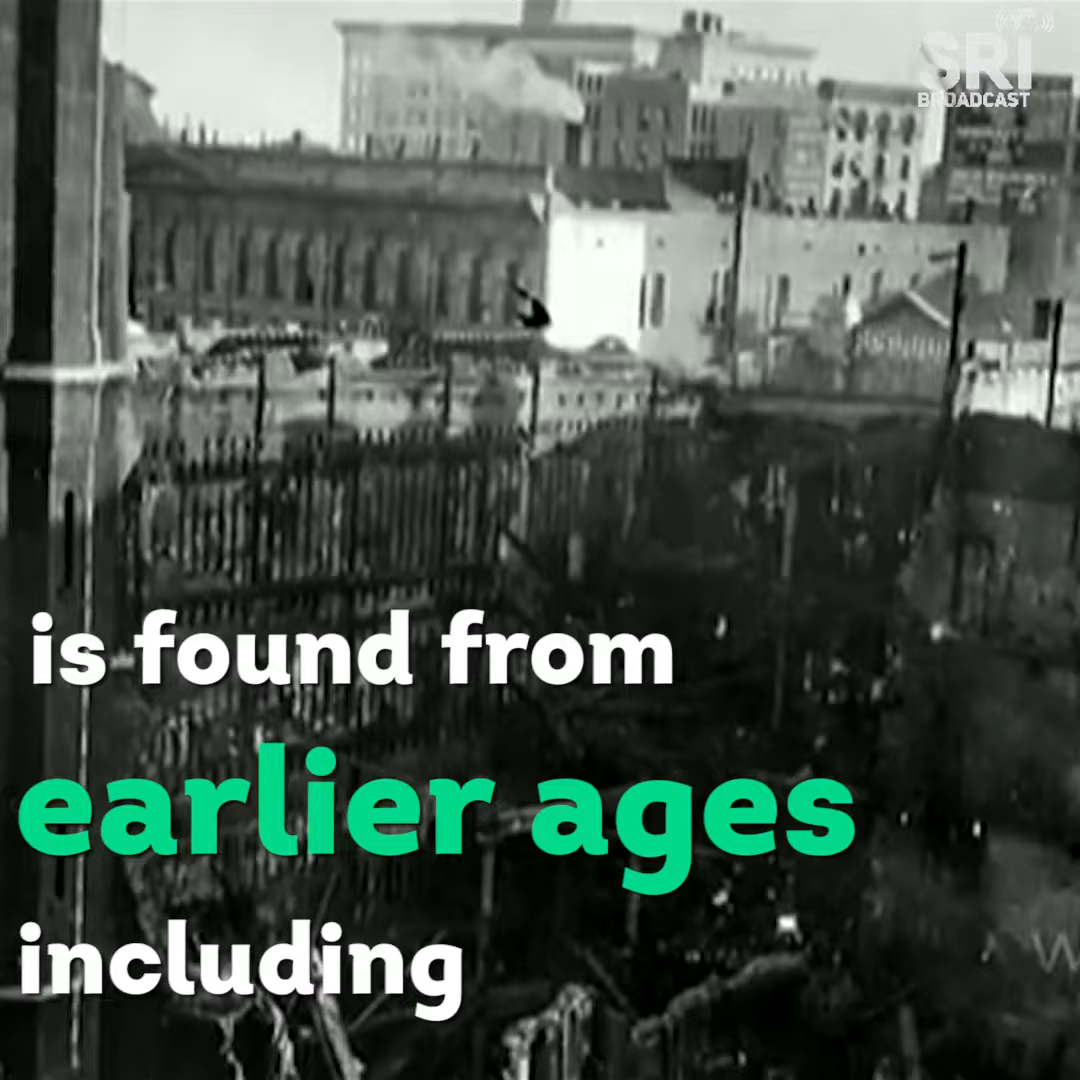 SRI
BROADCAST
is found from
earlier ages
including
W